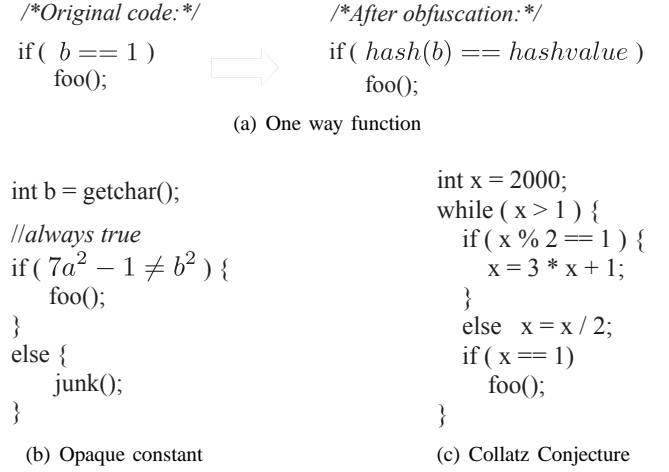 /*Original code:*/
if ( b == 1 )
foo();
/*After obfuscation:*/
if ( hash(b) == hashvalue )
foo();
(a) One way function
int b = getchar();
//always true
if ( 7a² − 1 ≠ b² ) {
foo();
}
else {
junk();
}
(b) Opaque constant
int x = 2000;
while ( x > 1 ) {
if ( x % 2 == 1 ) {
x = 3 * x + 1;
}
else x = x / 2;
if ( x == 1)
foo();
}
(c) Collatz Conjecture